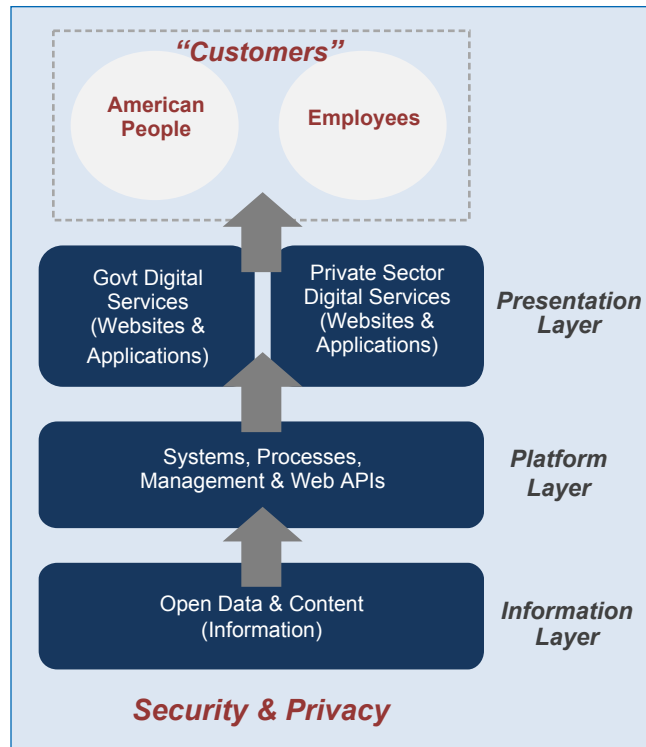 “Customers”
American
People
Employees
Govt Digital
Services
(Websites &
Applications)
Private Sector
Digital Services
(Websites &
Applications)
Presentation
Layer
Systems, Processes,
Management & Web APIs
Platform
Layer
Open Data & Content
(Information)
Information
Layer
Security & Privacy